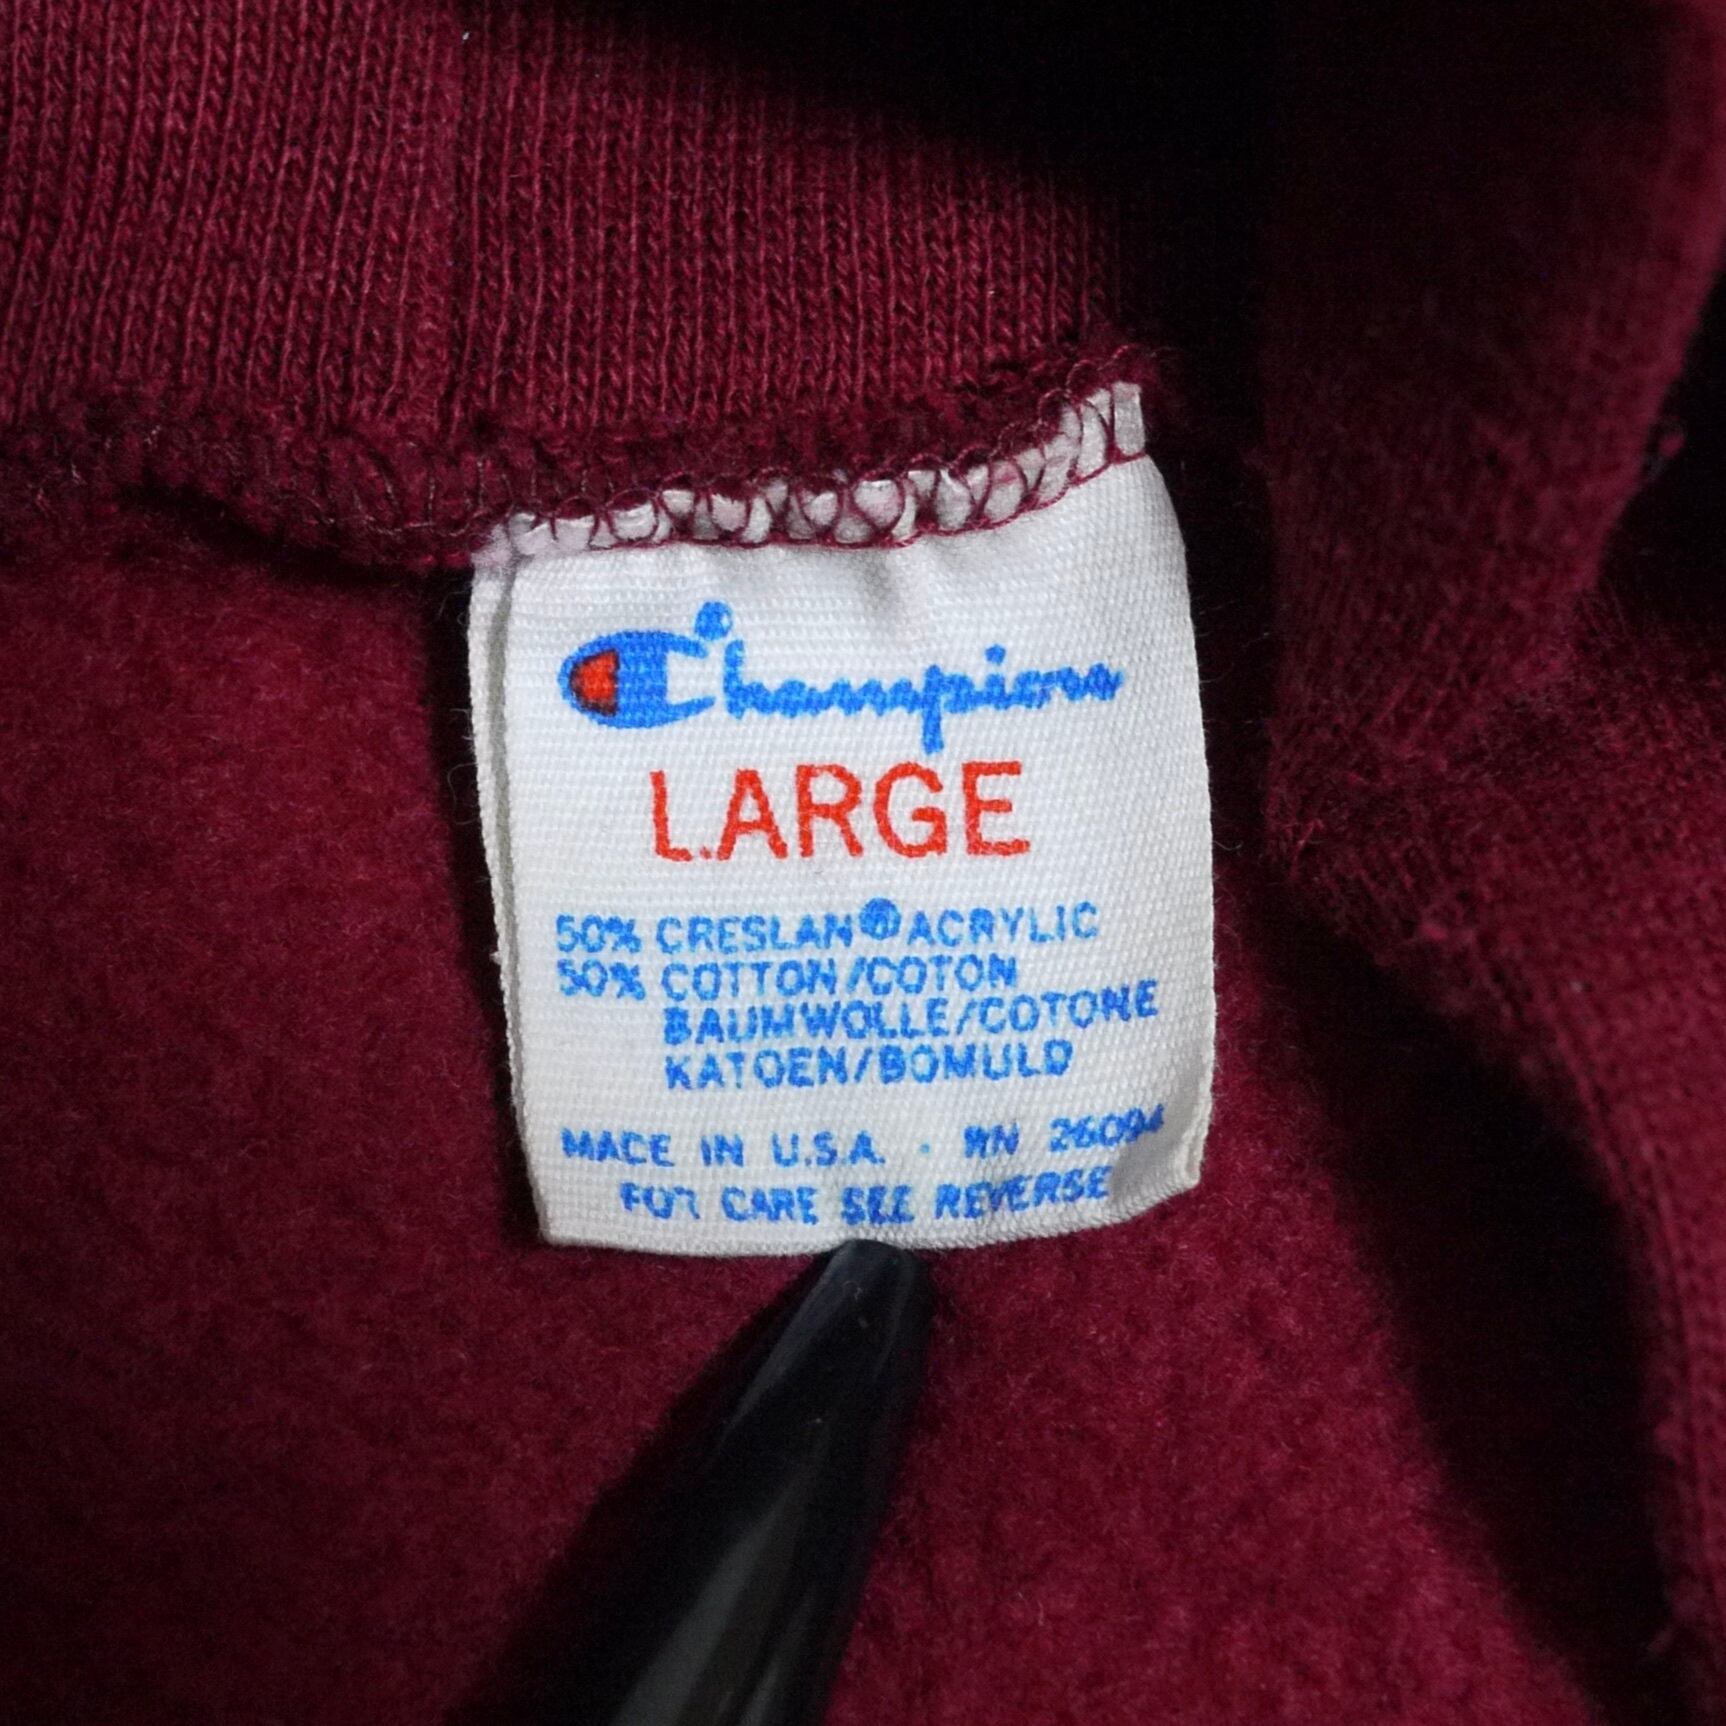 Champion
LARGE
50% CRESLAN® ACRYLIC
50% COTTON/COTON
BAUMWOLLE/COTONE
KATOEN/BOMULD
MADE IN U.S.A. · RN 26094
FOR CARE SEE REVERSE